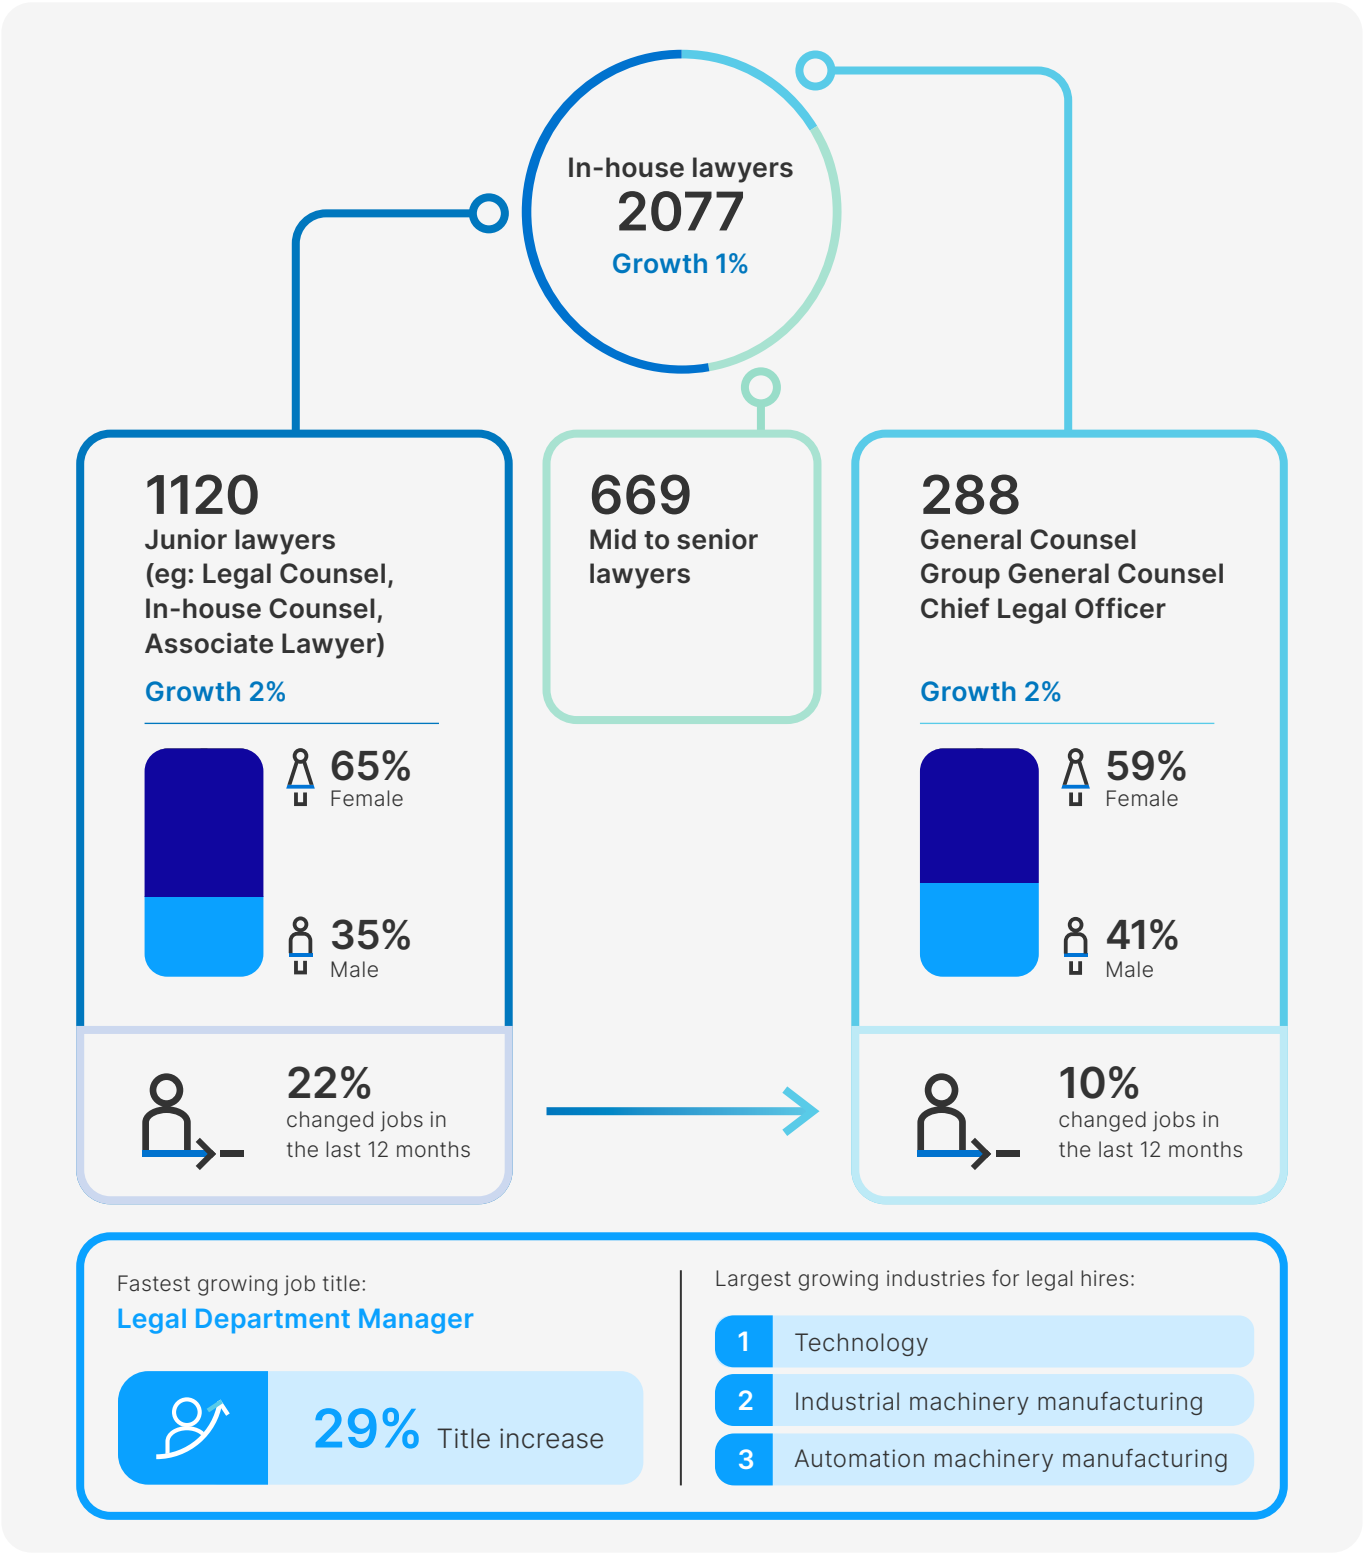 In-house lawyers
2077
Growth 1%
1120
Junior lawyers
(eg: Legal Counsel,
In-house Counsel,
Associate Lawyer)
Growth 2%
65%
Female
35%
Male
22%
changed jobs in
the last 12 months
669
Mid to senior
lawyers
288
General Counsel
Group General Counsel
Chief Legal Officer
Growth 2%
59%
Female
41%
Male
10%
changed jobs in
the last 12 months
Fastest growing job title:
Legal Department Manager
29% Title increase
Largest growing industries for legal hires:
1 Technology
2 Industrial machinery manufacturing
3 Automation machinery manufacturing